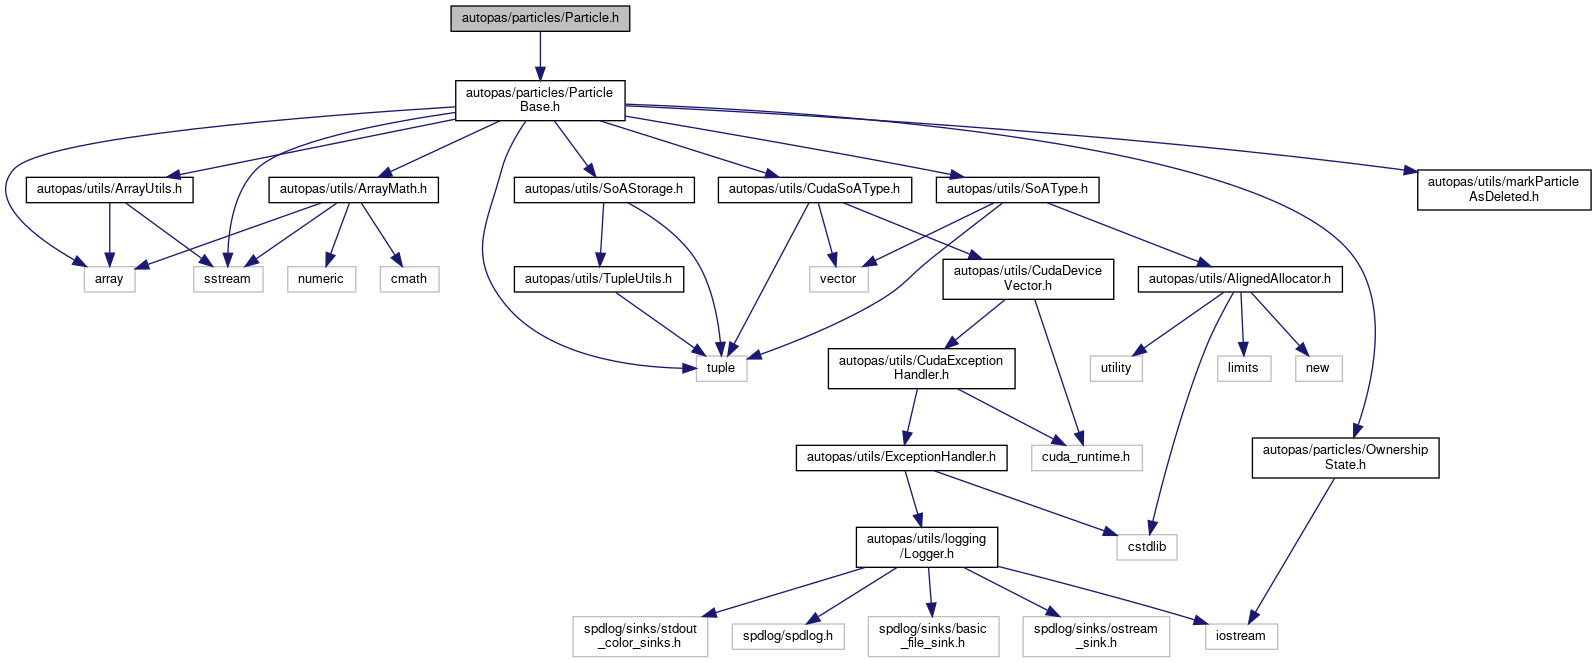 autopas/particles/Particle.h
autopas/particles/Particle
Base.h
autopas/utils/ArrayUtils.h
autopas/utils/ArrayMath.h
autopas/utils/SoAStorage.h
autopas/utils/CudaSoAType.h
autopas/utils/SoAType.h
autopas/utils/markParticle
AsDeleted.h
array
sstream
numeric
cmath
autopas/utils/TupleUtils.h
vector
autopas/utils/CudaDevice
Vector.h
autopas/utils/AlignedAllocator.h
tuple
autopas/utils/CudaException
Handler.h
utility
limits
new
autopas/utils/ExceptionHandler.h
cuda_runtime.h
autopas/particles/Ownership
State.h
autopas/utils/logging
/Logger.h
cstdlib
spdlog/sinks/stdout
_color_sinks.h
spdlog/spdlog.h
spdlog/sinks/basic
_file_sink.h
spdlog/sinks/ostream
_sink.h
iostream